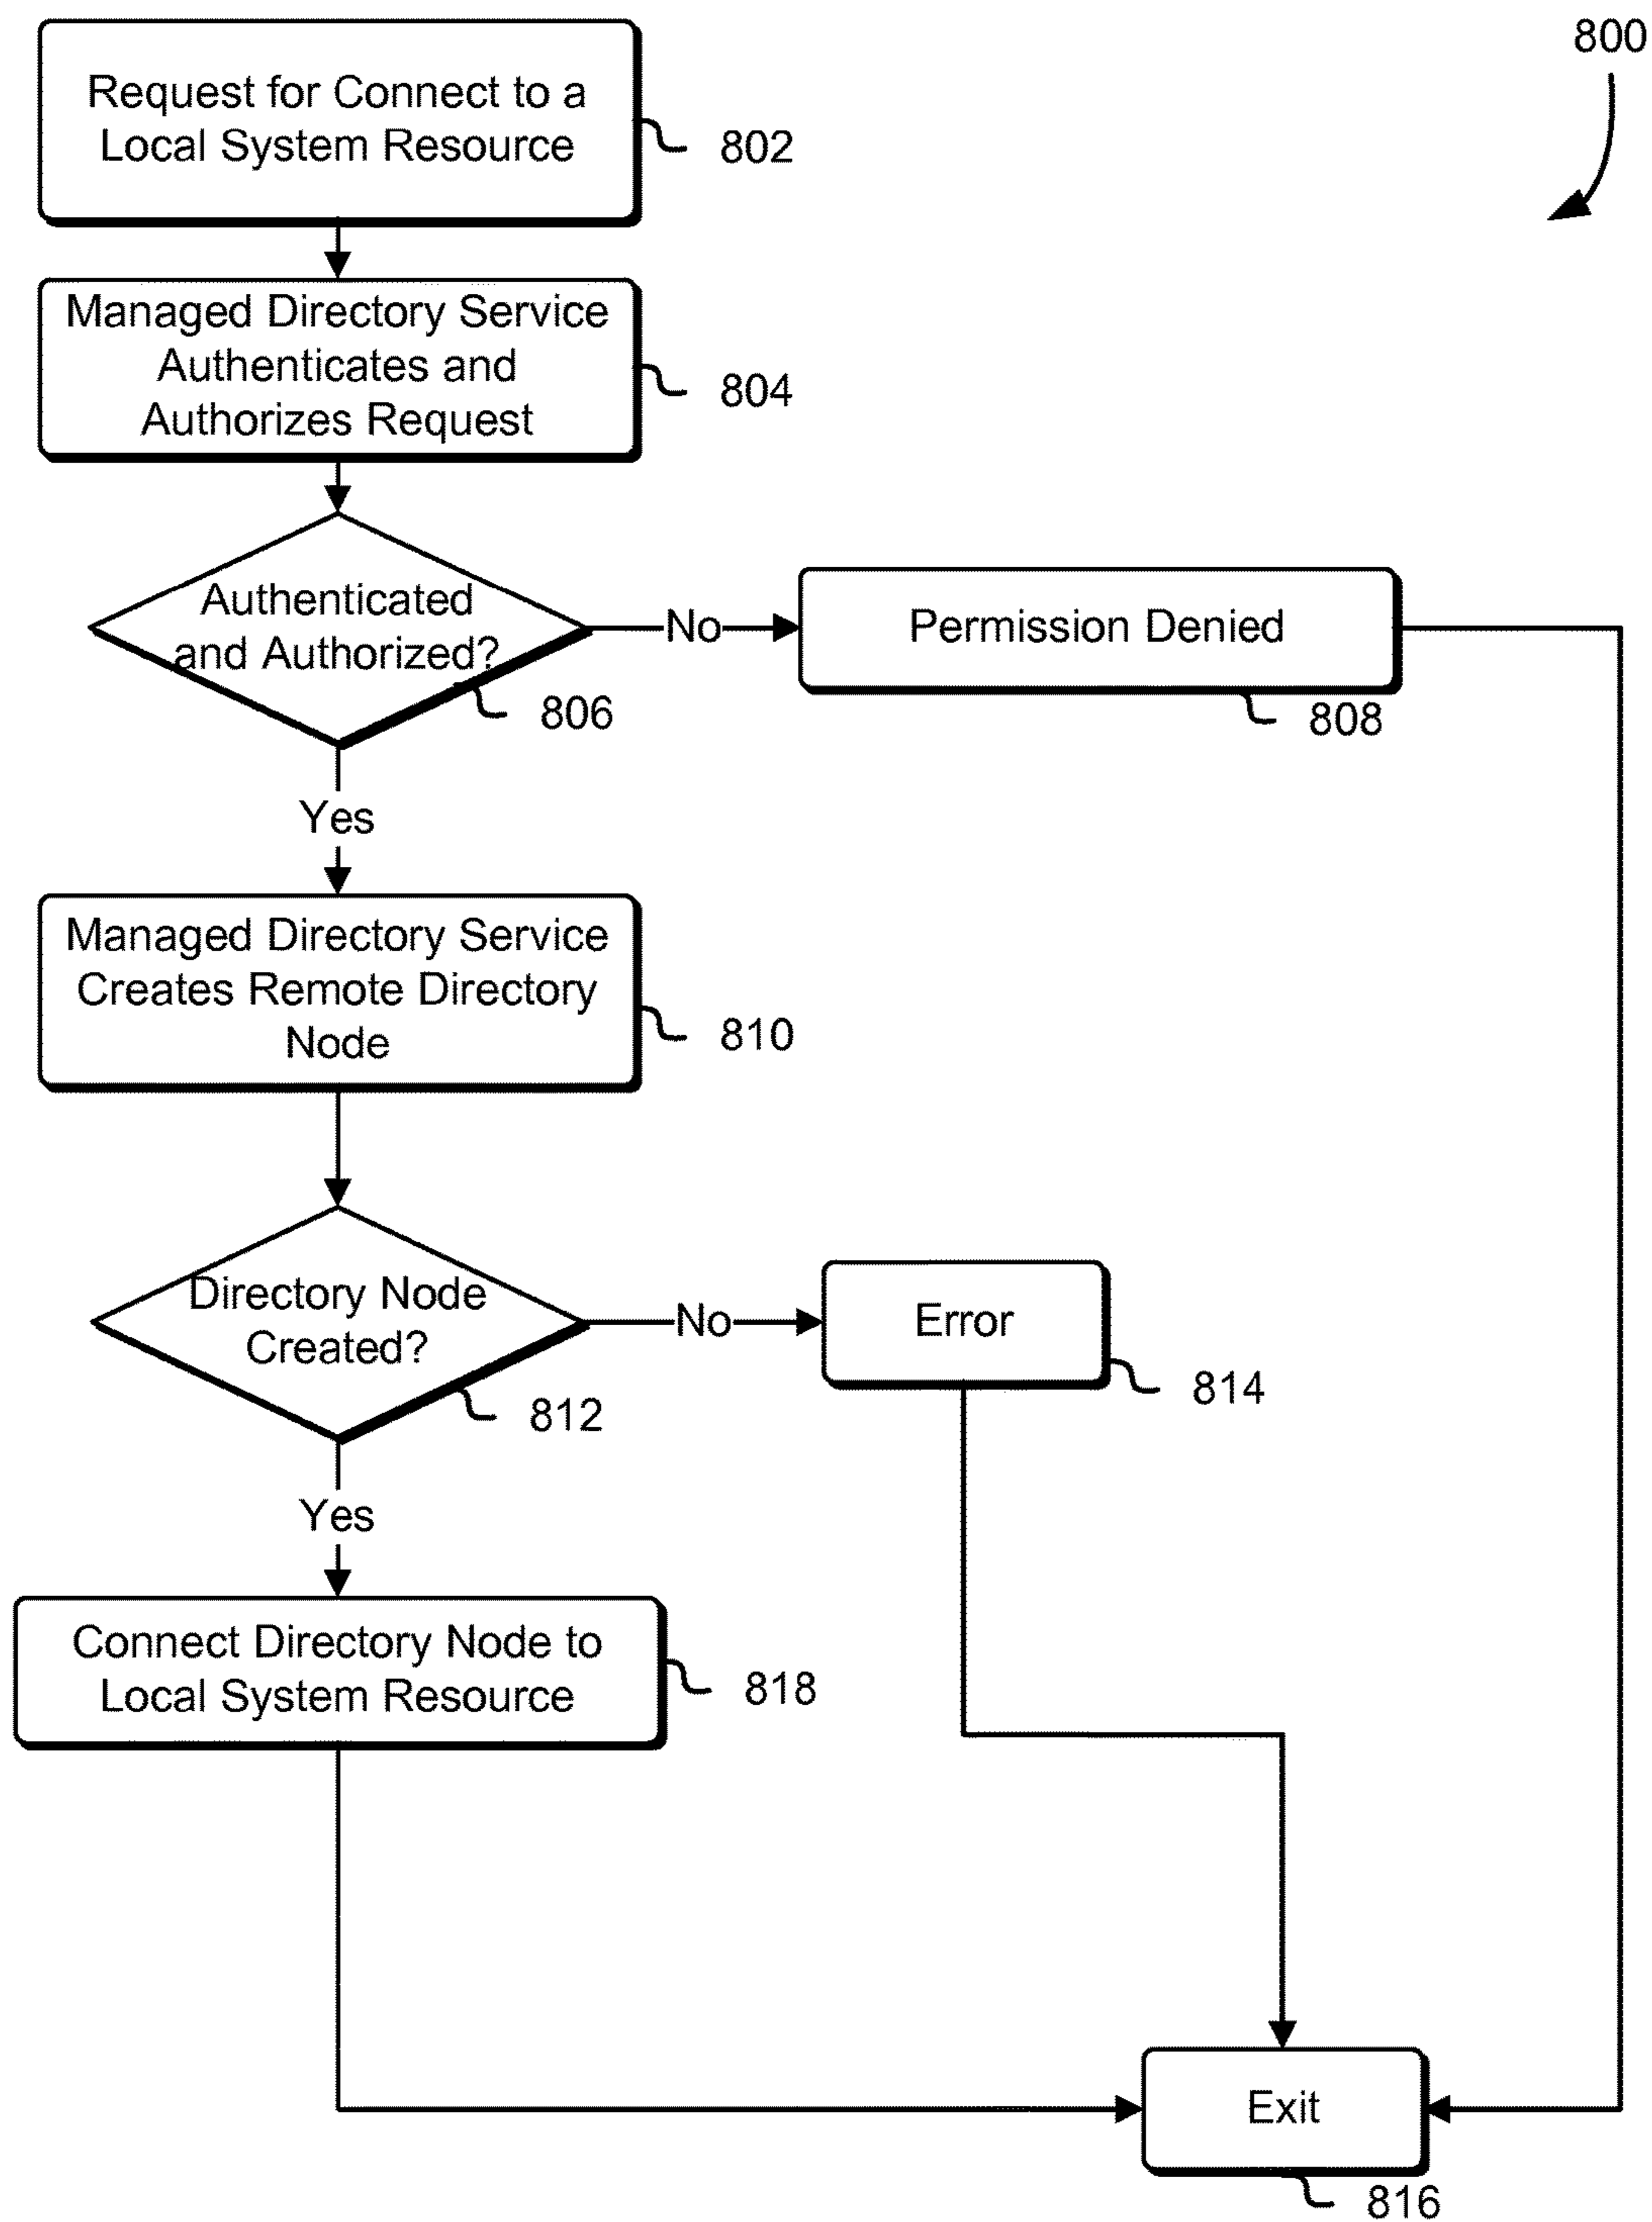 800
Request for Connect to a
Local System Resource
802
Managed Directory Service
Authenticates and
Authorizes Request
804
Authenticated
and Authorized?
806
No
Permission Denied
808
Yes
Managed Directory Service
Creates Remote Directory
Node
810
Directory Node
Created?
812
No
Error
814
Yes
Connect Directory Node to
Local System Resource
818
Exit
816